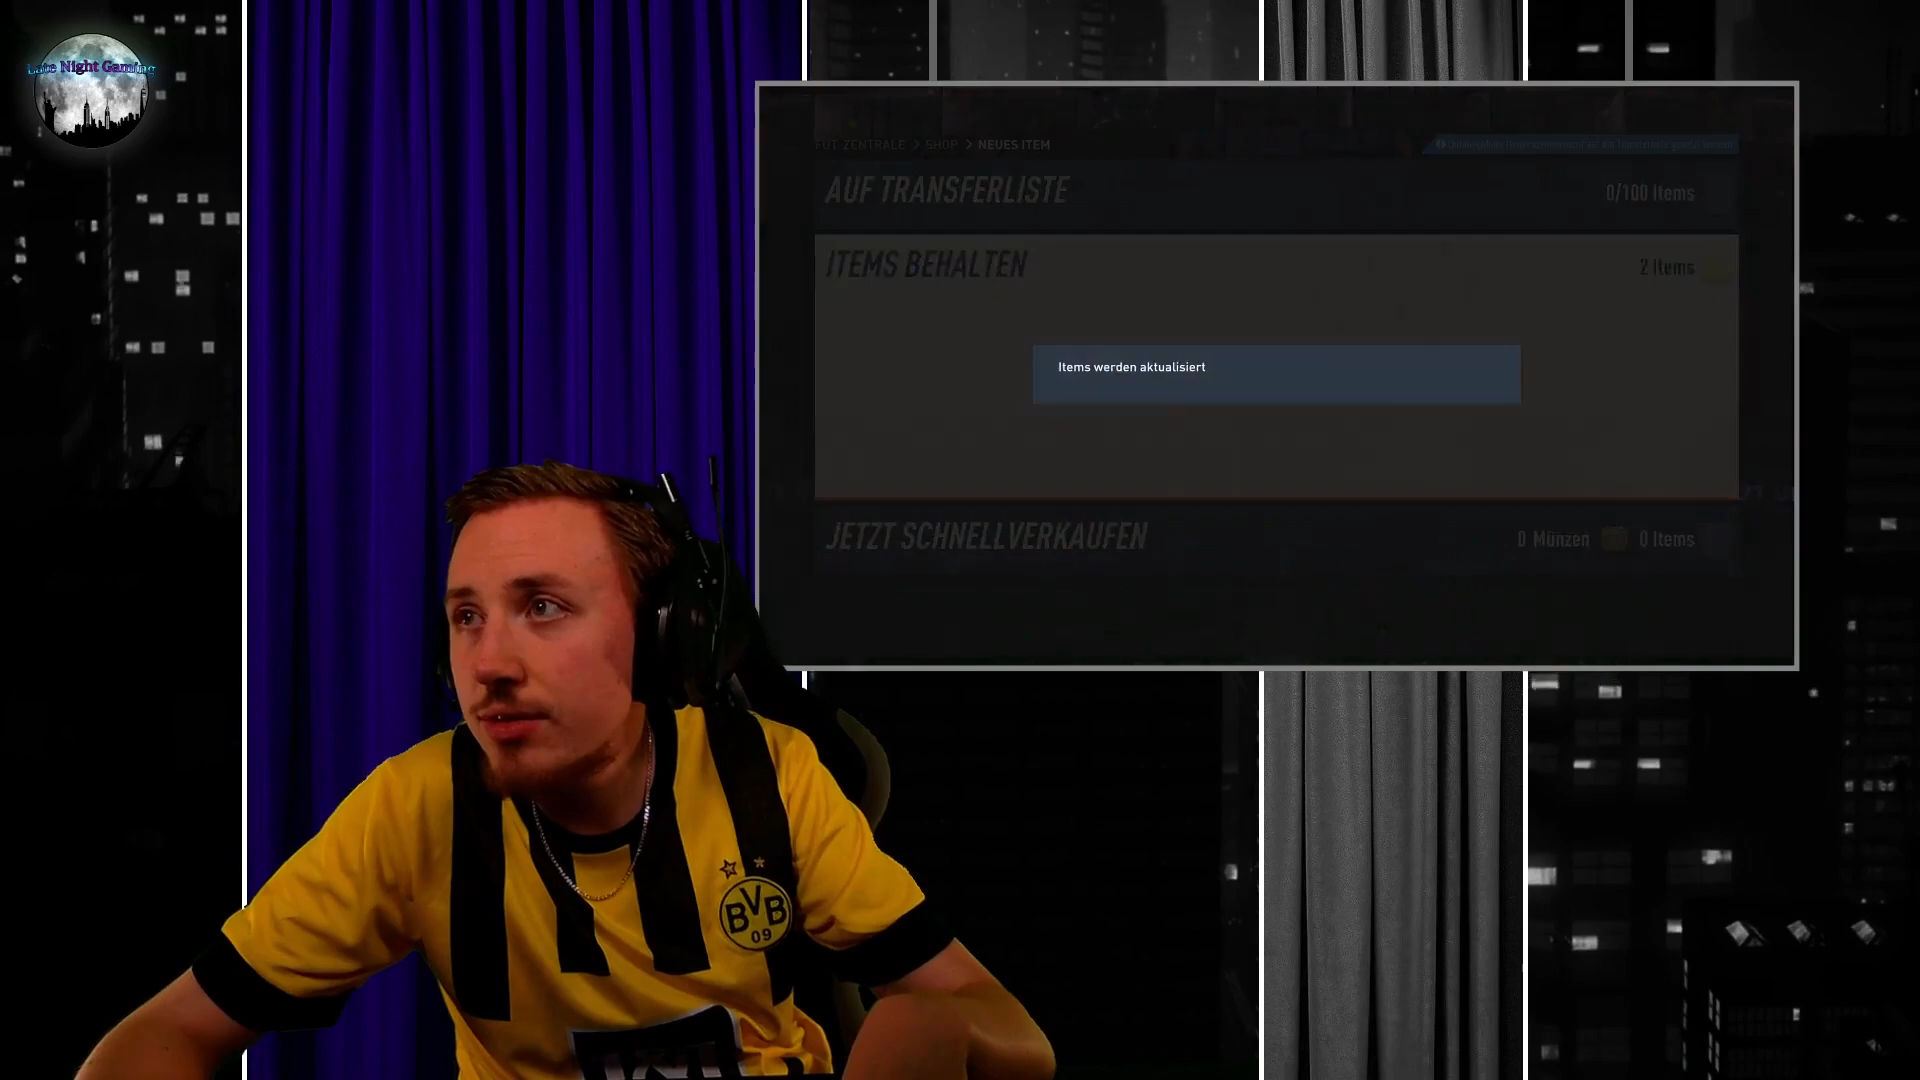 Late Night Gaming
FUT ZENTRALE > SHOP > NEUES ITEM
AUF TRANSFERLISTE
0/100 Items
ITEMS BEHALTEN
2 Items
Items werden aktualisiert
JETZT SCHNELLVERKAUFEN
0 Münzen
0 Items
BVB
09